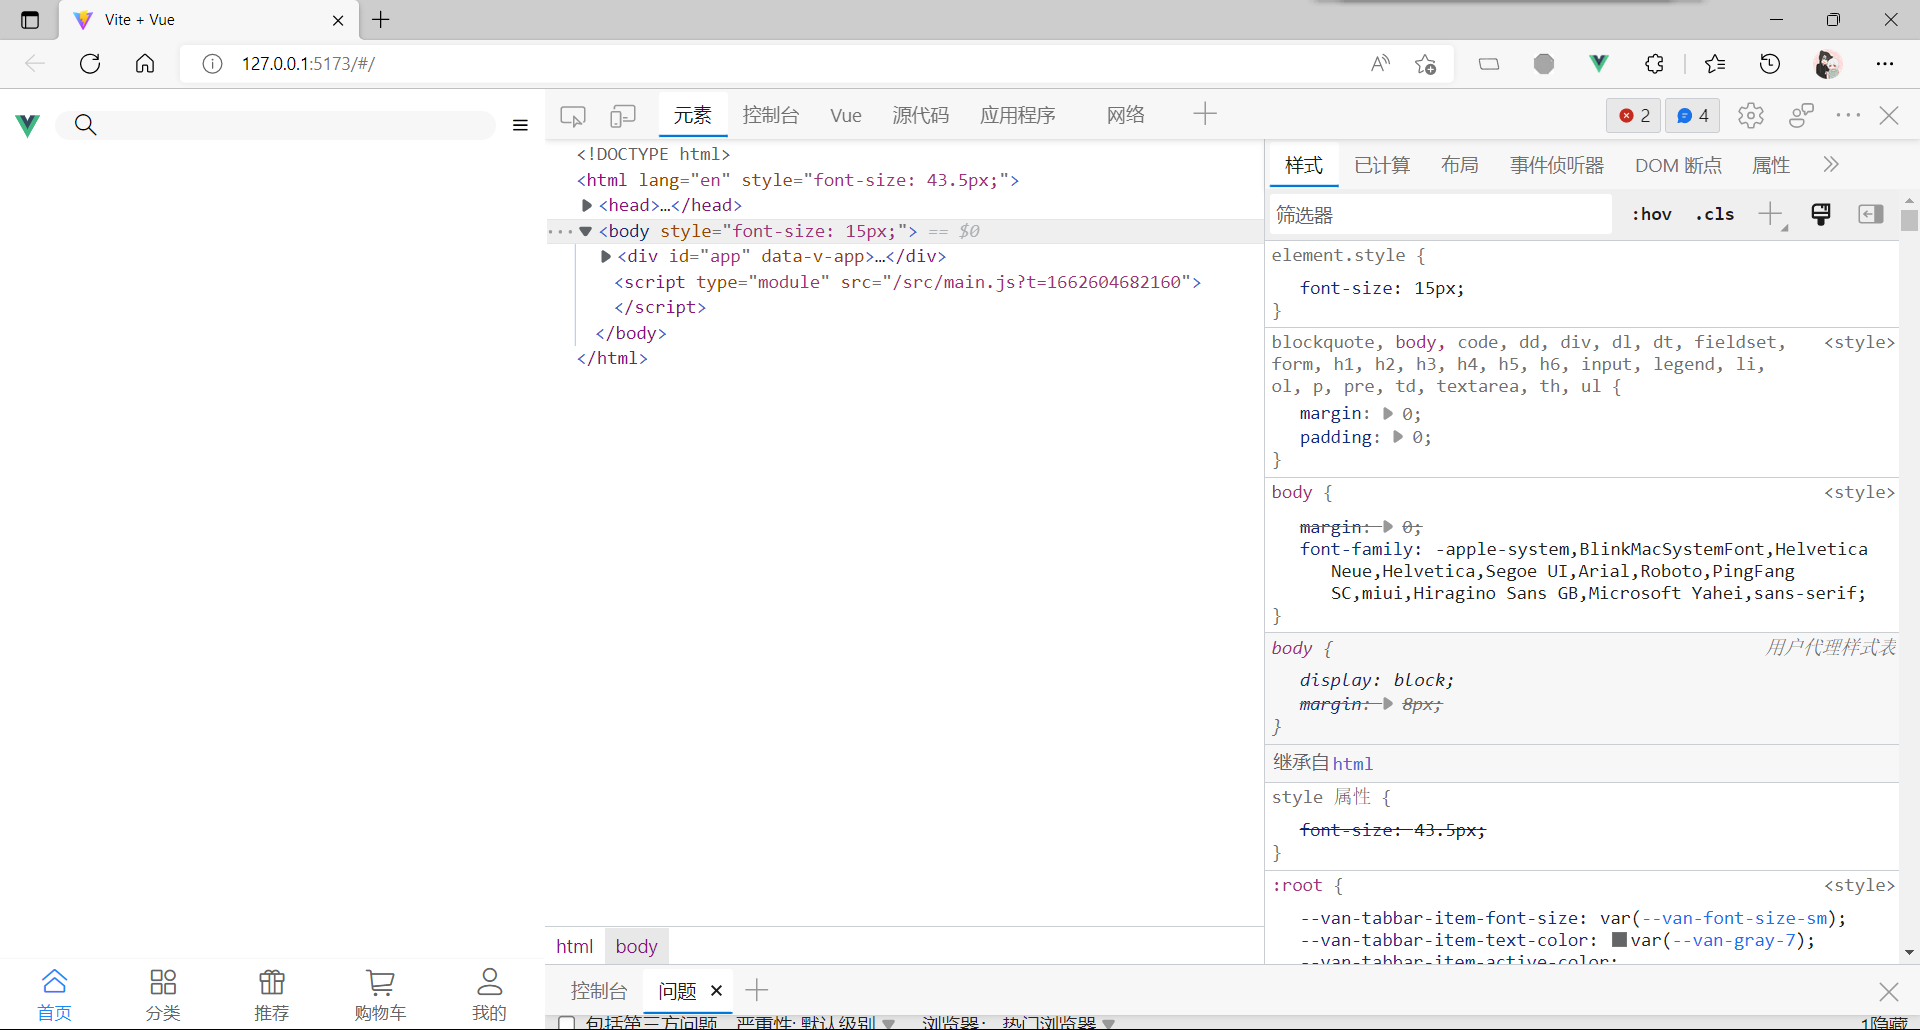 Vite + Vue
127.0.0.1:5173/#/
元素 控制台 Vue 源代码 应用程序 网络
2 4
<!DOCTYPE html>
<html lang="en" style="font-size: 43.5px;">
<head>…</head>
<body style="font-size: 15px;"> == $0
<div id="app" data-v-app>…</div>
<script type="module" src="/src/main.js?t=1662604682160">
</script>
</body>
</html>
html body
样式 已计算 布局 事件侦听器 DOM 断点 属性
筛选器 :hov .cls
element.style {
font-size: 15px;
}
blockquote, body, code, dd, div, dl, dt, fieldset, <style>
form, h1, h2, h3, h4, h5, h6, input, legend, li,
ol, p, pre, td, textarea, th, ul {
margin: 0;
padding: 0;
}
body { <style>
margin: 0;
font-family: -apple-system,BlinkMacSystemFont,Helvetica
Neue,Helvetica,Segoe UI,Arial,Roboto,PingFang
SC,miui,Hiragino Sans GB,Microsoft Yahei,sans-serif;
}
body { 用户代理样式表
display: block;
margin: 8px;
}
继承自 html
style 属性 {
font-size: 43.5px;
}
:root { <style>
--van-tabbar-item-font-size: var(--van-font-size-sm);
--van-tabbar-item-text-color: var(--van-gray-7);
--van-tabbar-item-active-color:
控制台 问题
包括第三方问题 严重性: 默认级别 浏览器: 热门浏览器 1隐藏
首页 分类 推荐 购物车 我的